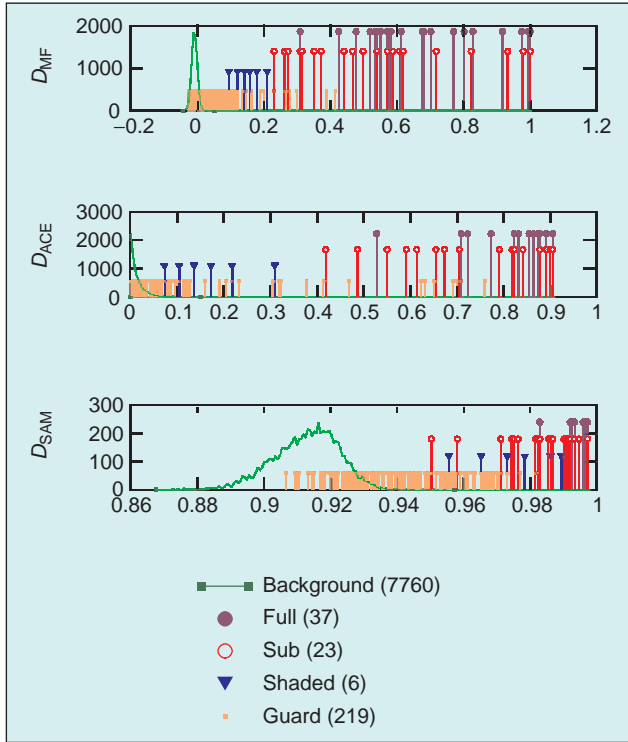 D_MF
2000
1000
0
−0.2 0 0.2 0.4 0.6 0.8 1 1.2
D_ACE
3000
2000
1000
0
0 0.1 0.2 0.3 0.4 0.5 0.6 0.7 0.8 0.9 1
D_SAM
300
200
100
0
0.86 0.88 0.9 0.92 0.94 0.96 0.98 1
Background (7760)
Full (37)
Sub (23)
Shaded (6)
Guard (219)